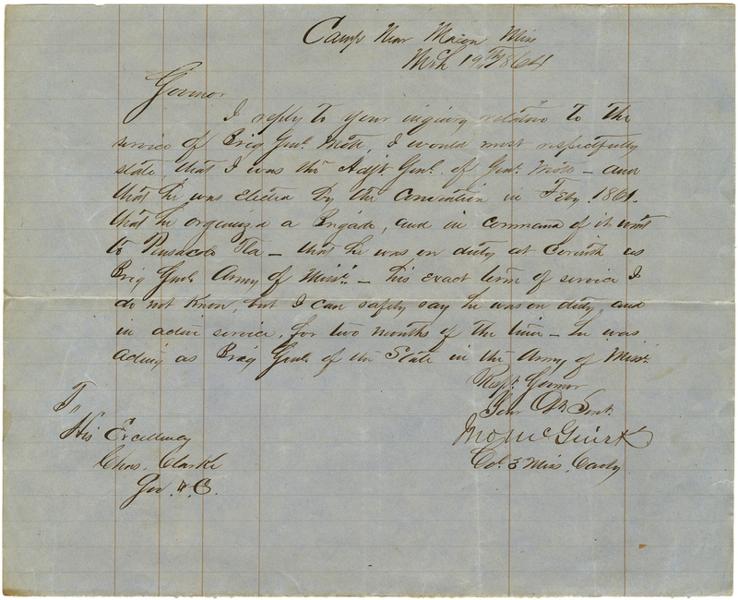 Camp Near Macon Miss
Mch 19th 1864
Governor
I reply to your inquiry relative to the
service of Brig Genl. Mott, I would most respectfully
state, that I was the Adjt Genl. of Genl. Mott - and
that he was elected by the Convention in Feby. 1861.
that he organized a Brigade, and in command of it went
to Pensacola Fla - that he was on duty at Corinth as
Brig Genl Army of Missi. - his exact term of service I
do not know, but I can safely say he was on duty, and
in active service, for two months of the time - he was
acting as Brig Genl. of the State in the Army of Missi.
Respt. Governor
Your Obt Servt.
McGuirk
Col 3 Miss. Cavly
To
His Excellency
Chas. Clarke
Gov. &C.